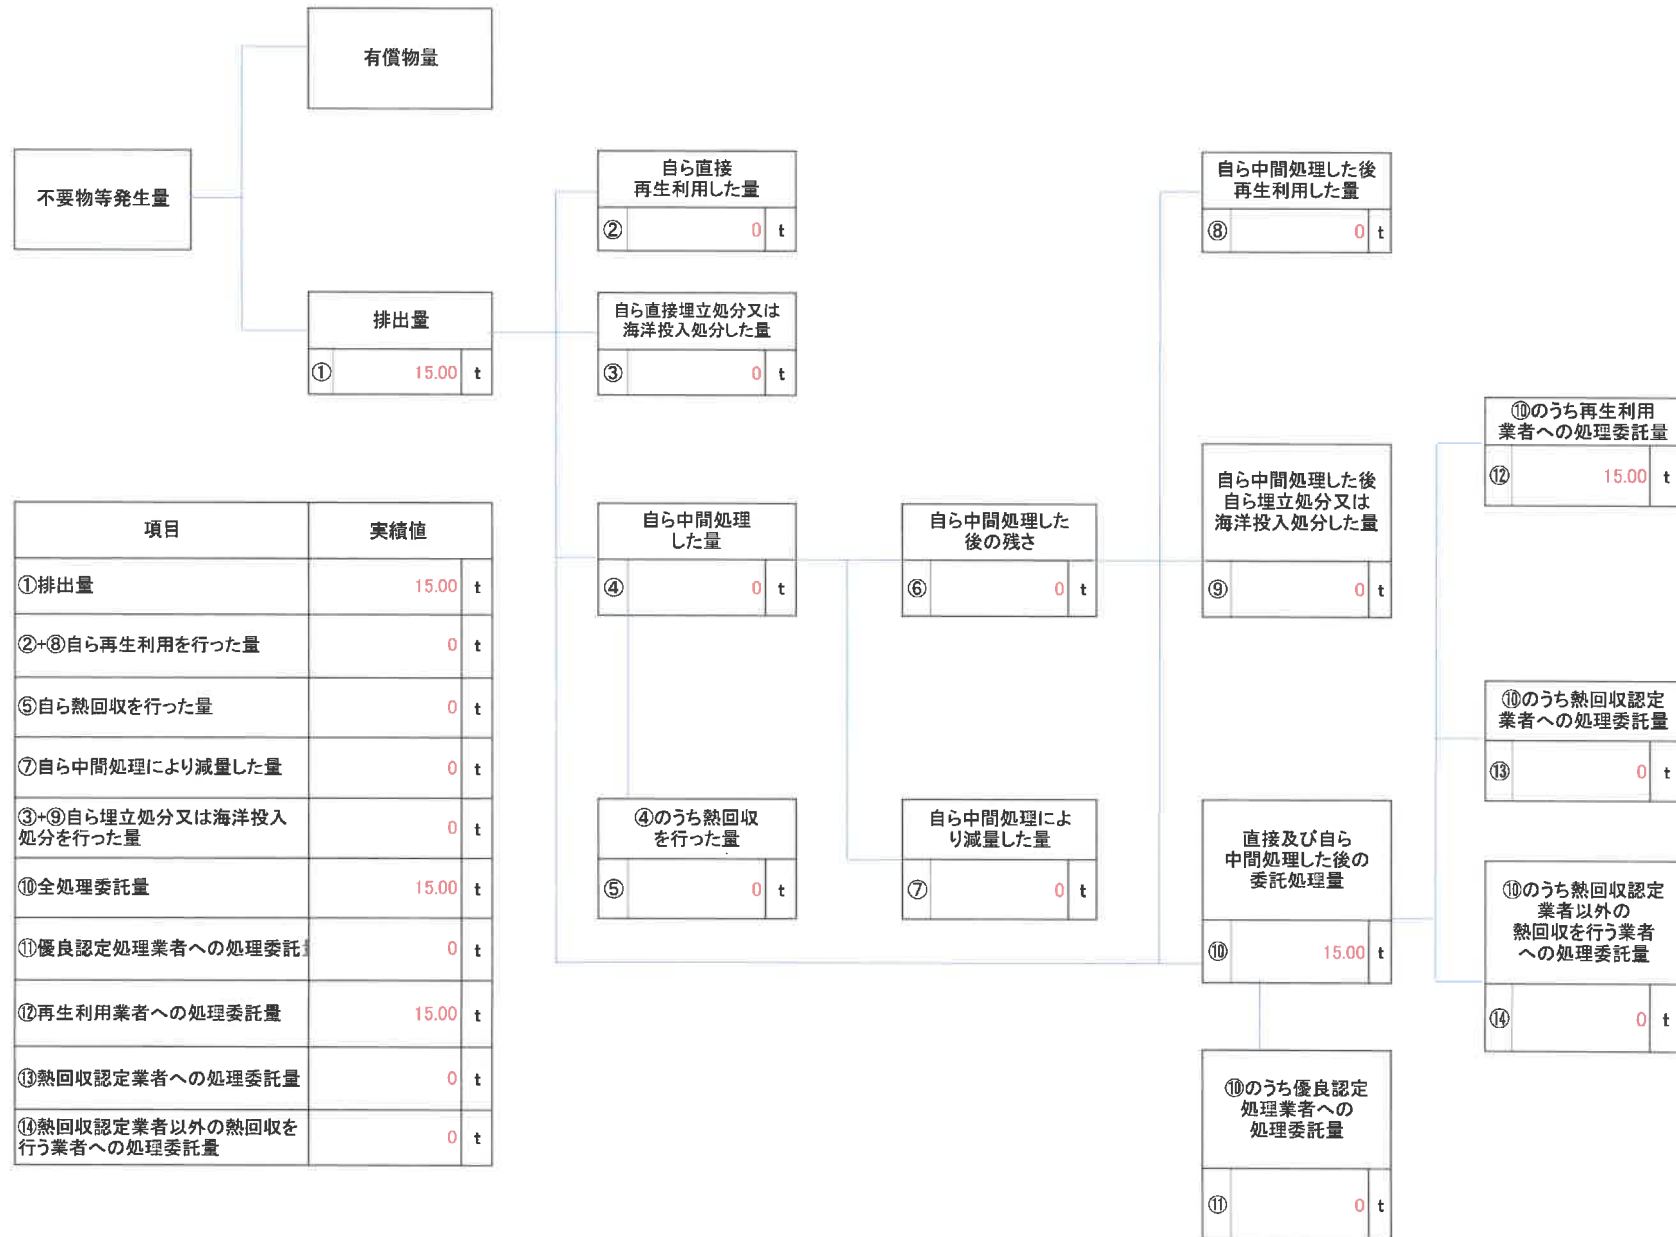 有償物量
不要物等発生量
排出量
① 15.00 t
自ら直接
再生利用した量
② 0 t
自ら直接埋立処分又は
海洋投入処分した量
③ 0 t
自ら中間処理
した量
④ 0 t
④のうち熱回収
を行った量
⑤ 0 t
自ら中間処理した
後の残さ
⑥ 0 t
自ら中間処理によ
り減量した量
⑦ 0 t
自ら中間処理した後
再生利用した量
⑧ 0 t
自ら中間処理した後
自ら埋立処分又は
海洋投入処分した量
⑨ 0 t
直接及び自ら
中間処理した後の
委託処理量
⑩ 15.00 t
⑩のうち優良認定
処理業者への
処理委託量
⑪ 0 t
⑩のうち再生利用
業者への処理委託量
⑫ 15.00 t
⑩のうち熱回収認定
業者への処理委託量
⑬ 0 t
⑩のうち熱回収認定
業者以外の
熱回収を行う業者
への処理委託量
⑭ 0 t
項目 実績値
①排出量 15.00 t
②+⑧自ら再生利用を行った量 0 t
⑤自ら熱回収を行った量 0 t
⑦自ら中間処理により減量した量 0 t
③+⑨自ら埋立処分又は海洋投入
処分を行った量 0 t
⑩全処理委託量 15.00 t
⑪優良認定処理業者への処理委託 0 t
⑫再生利用業者への処理委託量 15.00 t
⑬熱回収認定業者への処理委託量 0 t
⑭熱回収認定業者以外の熱回収を
行う業者への処理委託量 0 t